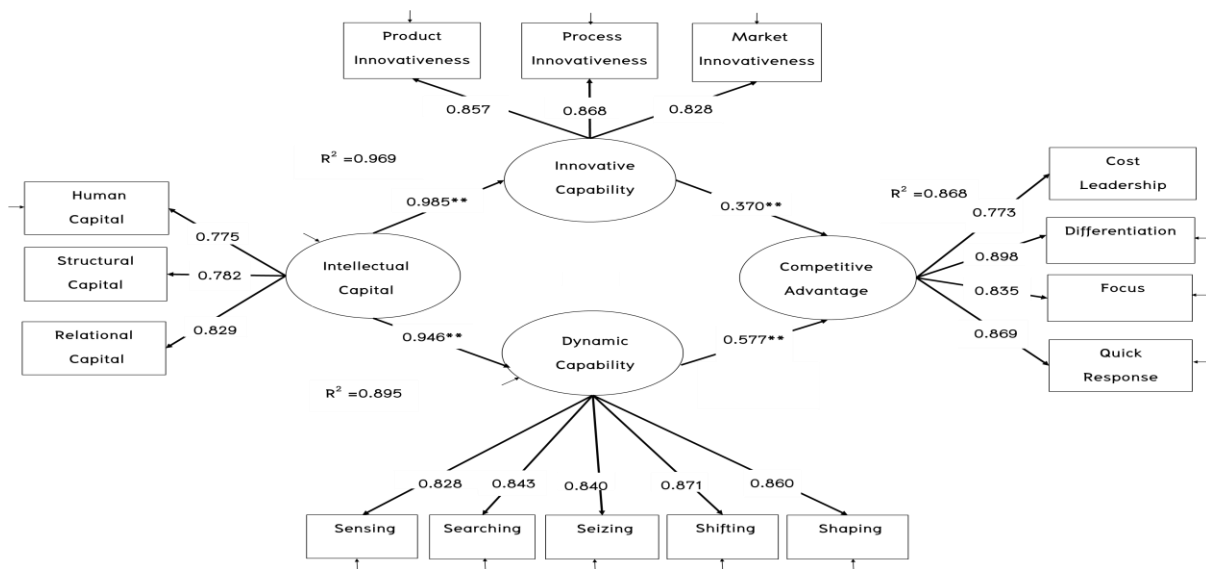 Product
Innovativeness
Process
Innovativeness
Market
Innovativeness
0.857
0.868
0.828
R² =0.969
Innovative
Capability
Cost
Leadership
R² =0.868
Human
Capital
0.985**
0.370**
0.773
0.775
Differentiation
Structural
Capital
0.782
Intellectual
Capital
Competitive
Advantage
0.898
0.835
Focus
Relational
Capital
0.829
0.946**
Dynamic
Capability
0.577**
0.869
Quick
Response
R² =0.895
0.828
0.843
0.840
0.871
0.860
Sensing
Searching
Seizing
Shifting
Shaping